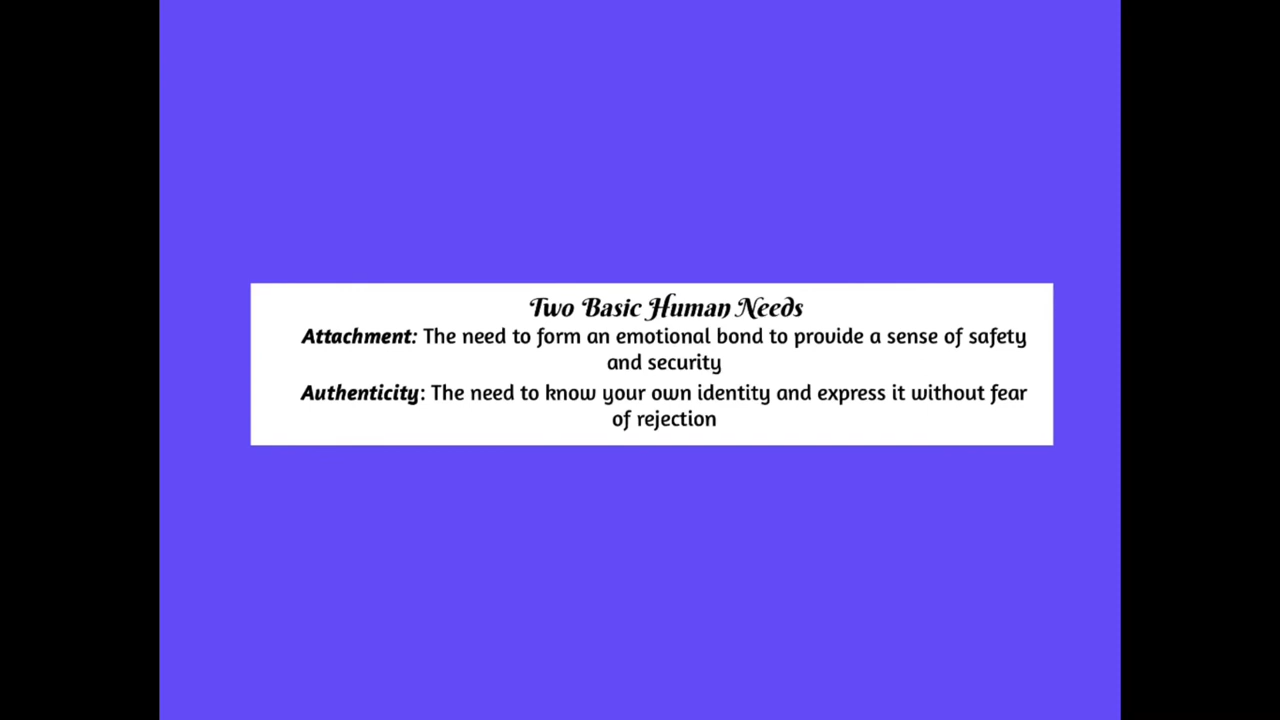 Two Basic Human Needs
Attachment: The need to form an emotional bond to provide a sense of safety
and security
Authenticity: The need to know your own identity and express it without fear
of rejection